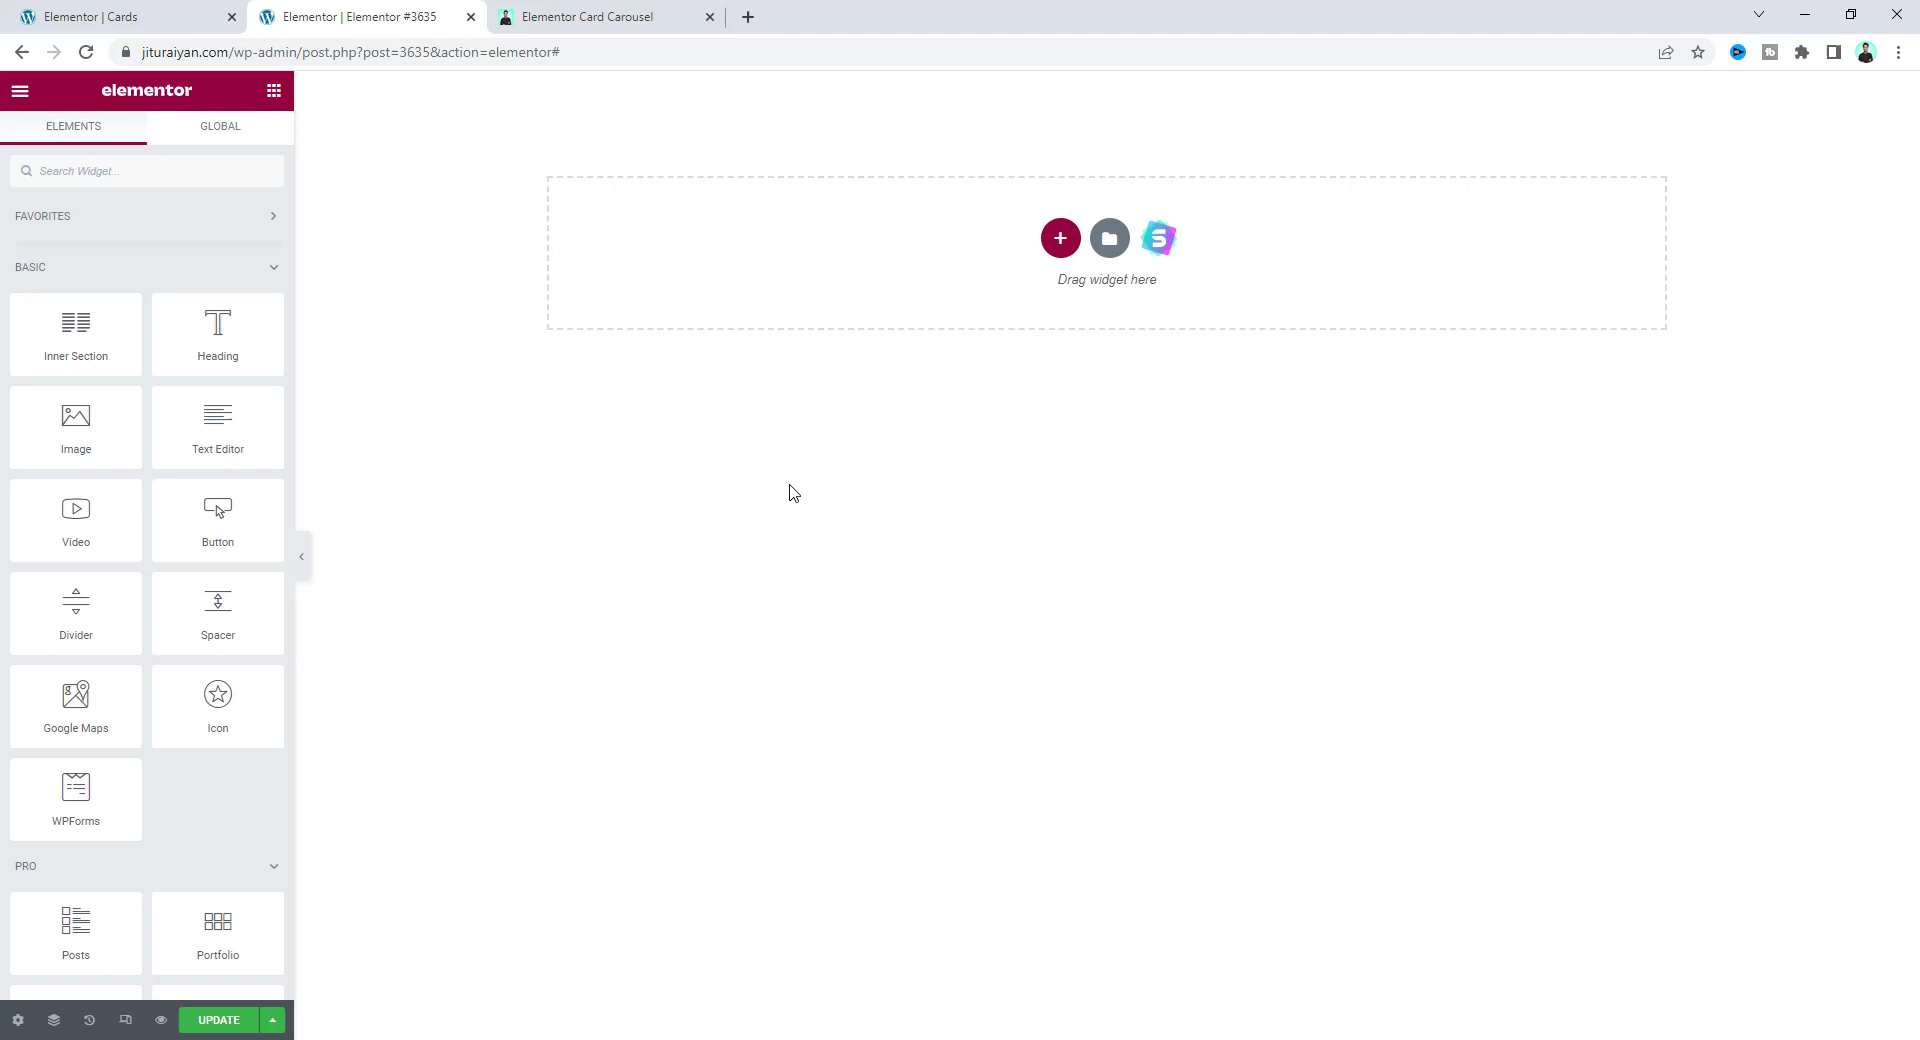 Elementor | Cards
Elementor | Elementor #3635
Elementor Card Carousel
jituraiyan.com/wp-admin/post.php?post=3635&action=elementor#
elementor
ELEMENTS
GLOBAL
Search Widget...
FAVORITES
BASIC
Inner Section
Heading
Image
Text Editor
Video
Button
Divider
Spacer
Google Maps
Icon
WPForms
PRO
Posts
Portfolio
UPDATE
Drag widget here